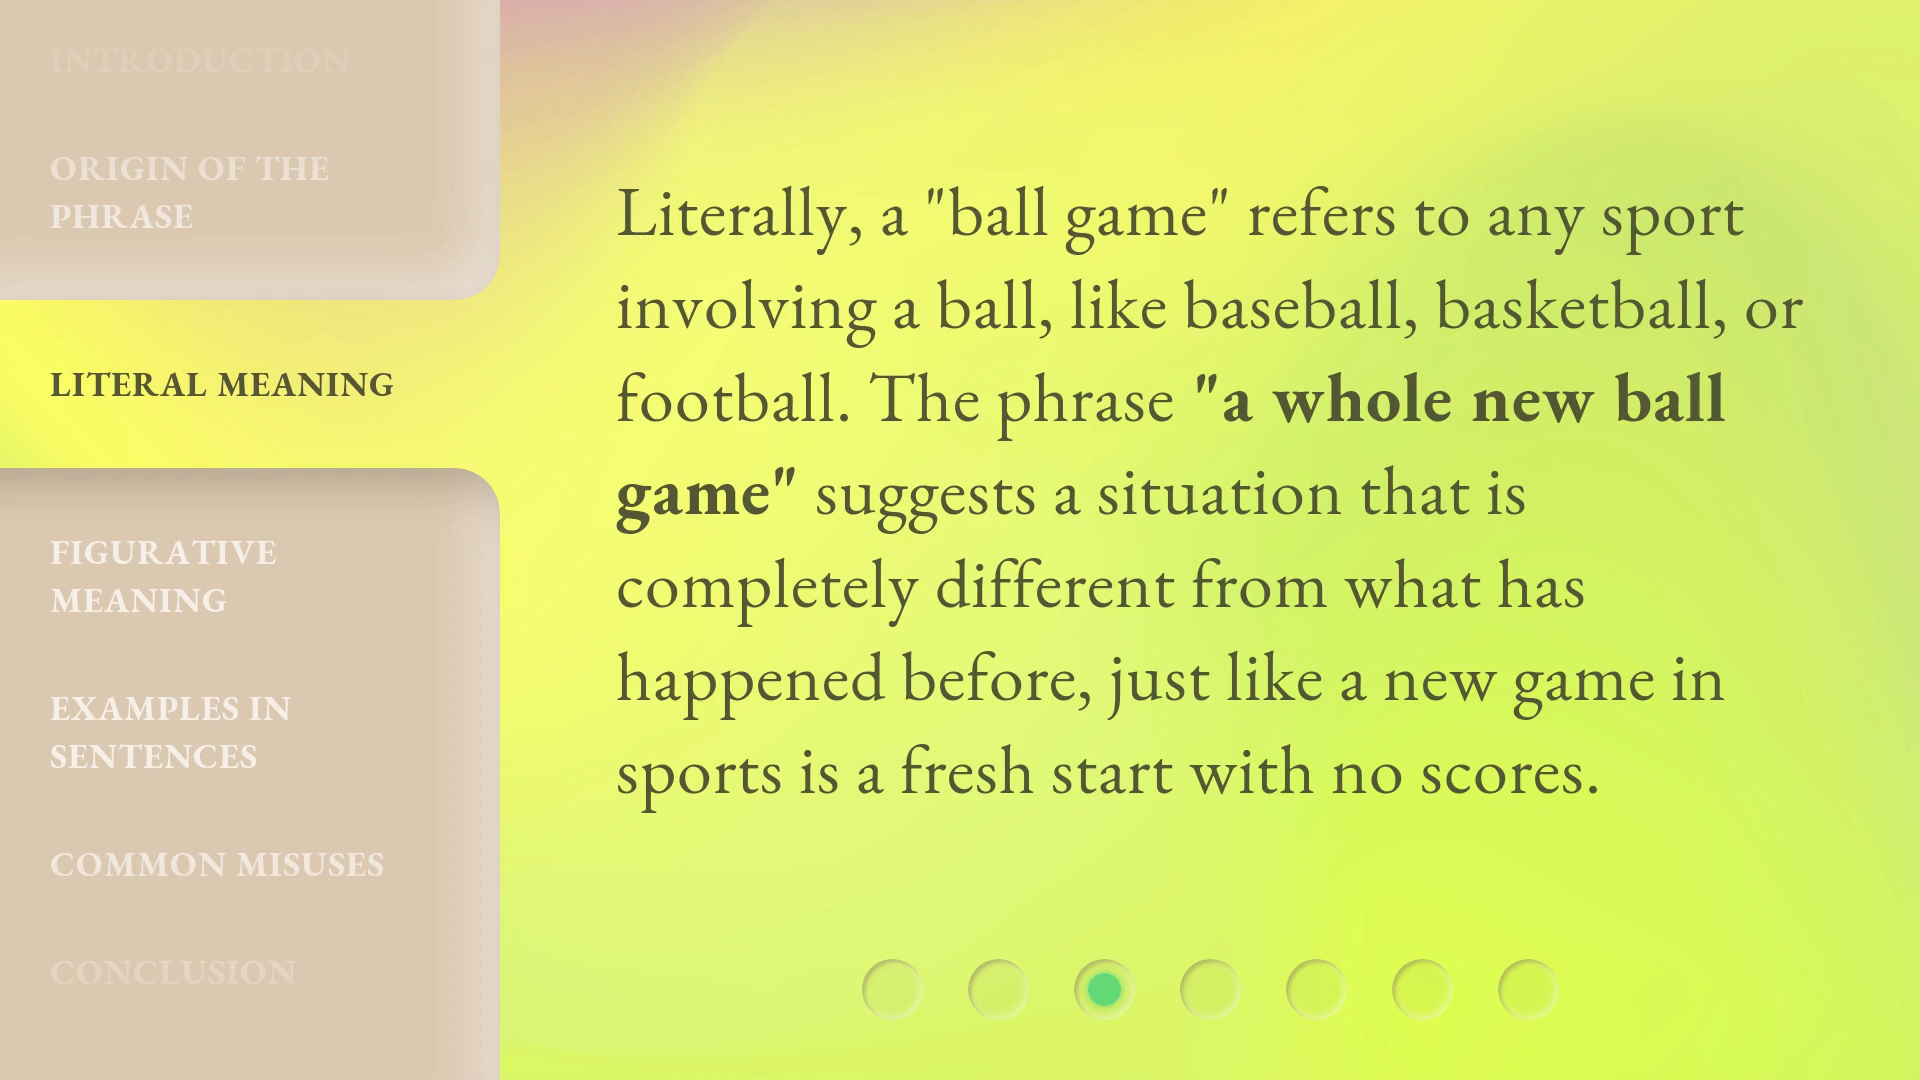 INTRODUCTION
ORIGIN OF THE
PHRASE
LITERAL MEANING
FIGURATIVE
MEANING
EXAMPLES IN
SENTENCES
COMMON MISUSES
CONCLUSION
Literally, a "ball game" refers to any sport
involving a ball, like baseball, basketball, or
football. The phrase "a whole new ball
game" suggests a situation that is
completely different from what has
happened before, just like a new game in
sports is a fresh start with no scores.